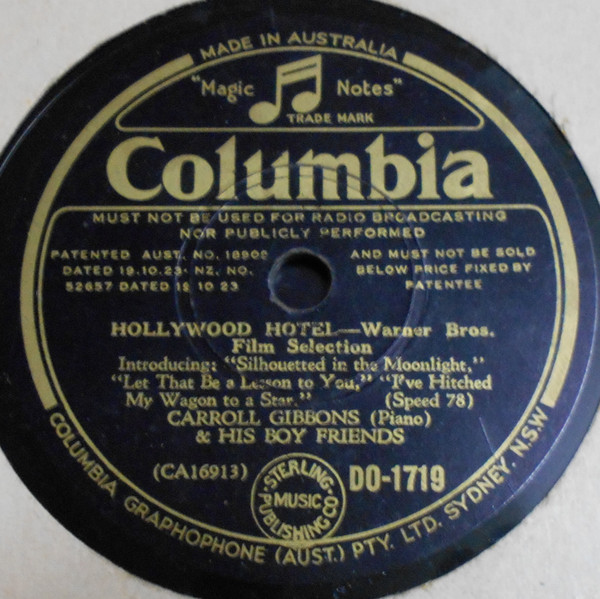 MADE IN AUSTRALIA
"Magic Notes"
TRADE MARK
Columbia
MUST NOT BE USED FOR RADIO BROADCASTING
NOR PUBLICLY PERFORMED
PATENTED AUST. NO. 18909
DATED 19.10.23. NZ. NO.
52657 DATED 19 10 23
AND MUST NOT BE SOLD
BELOW PRICE FIXED BY
PATENTEE
HOLLYWOOD HOTEL—Warner Bros.
Film Selection
Introducing: "Silhouetted in the Moonlight,"
"Let That Be a Lesson to You," "I've Hitched
My Wagon to a Star." (Speed 78)
CARROLL GIBBONS (Piano)
& HIS BOY FRIENDS
(CA16913)
STERLING
MUSIC
PUBLISHING CO
DO-1719
COLUMBIA GRAPHOPHONE (AUST.) PTY. LTD. SYDNEY. N.S.W